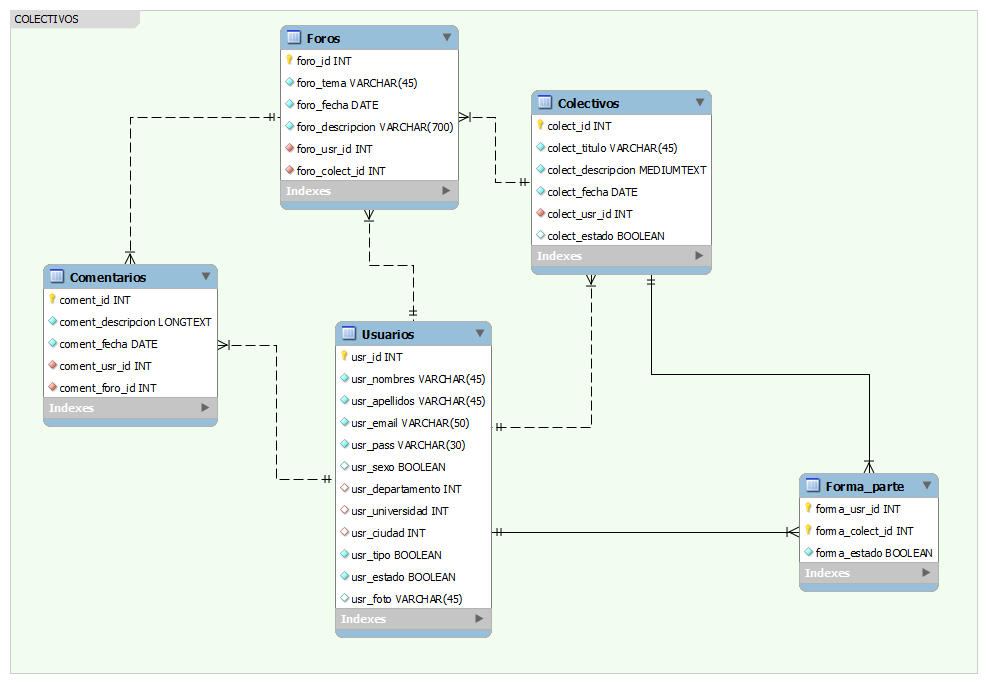 COLECTIVOS
Foros
foro_id INT
foro_tema VARCHAR(45)
foro_fecha DATE
foro_descripcion VARCHAR(700)
foro_usr_id INT
foro_colect_id INT
Indexes
Colectivos
colect_id INT
colect_titulo VARCHAR(45)
colect_descripcion MEDIUMTEXT
colect_fecha DATE
colect_usr_id INT
colect_estado BOOLEAN
Indexes
Comentarios
coment_id INT
coment_descripcion LONGTEXT
coment_fecha DATE
coment_usr_id INT
coment_foro_id INT
Indexes
Usuarios
usr_id INT
usr_nombres VARCHAR(45)
usr_apellidos VARCHAR(45)
usr_email VARCHAR(50)
usr_pass VARCHAR(30)
usr_sexo BOOLEAN
usr_departamento INT
usr_universidad INT
usr_ciudad INT
usr_tipo BOOLEAN
usr_estado BOOLEAN
usr_foto VARCHAR(45)
Indexes
Forma_parte
forma_usr_id INT
forma_colect_id INT
forma_estado BOOLEAN
Indexes